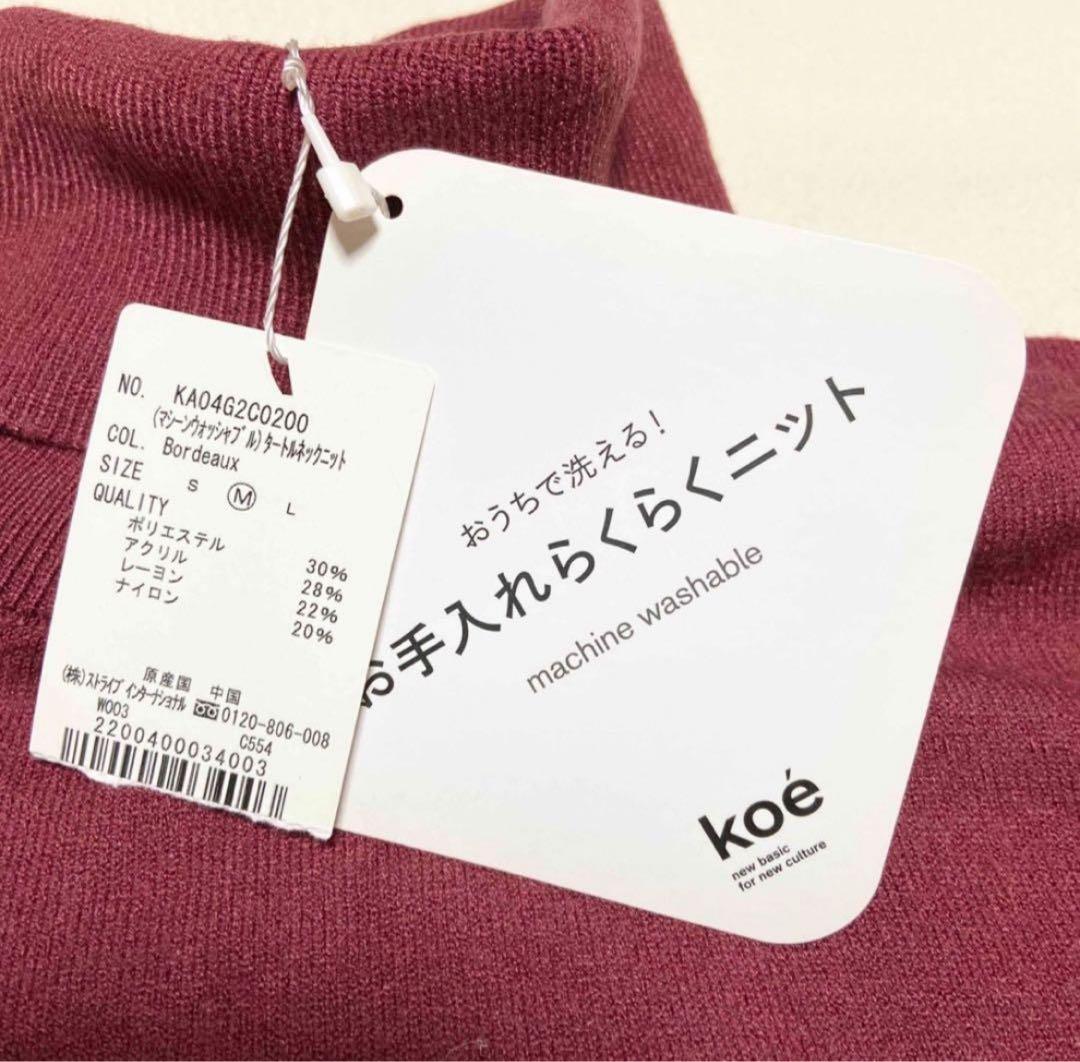 NO. KA04G2C0200
(マシーンウォッシャブル)タートルネックニット
COL. Bordeaux
SIZE S Ⓜ L
QUALITY
ポリエステル 30%
アクリル 28%
レーヨン 22%
ナイロン 20%
原産国 中国
(株)ストライプインターナショナル 0120-806-008
W003 C554
2200400034003
おうちで洗える!
お手入れらくらくニット
machine washable
koé
new basic
for new culture